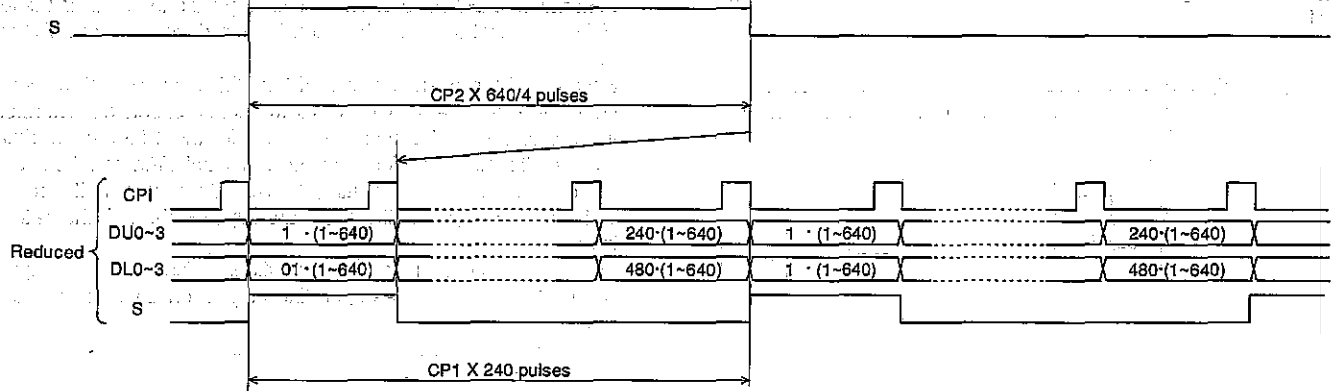 S
CP2 X 640/4 pulses
Reduced
CPI
DU0~3 1 · (1~640) 240·(1~640) 1 · (1~640) 240·(1~640)
DL0~3 01 · (1~640) 480·(1~640) 1 · (1~640) 480·(1~640)
S
CP1 X 240 pulses